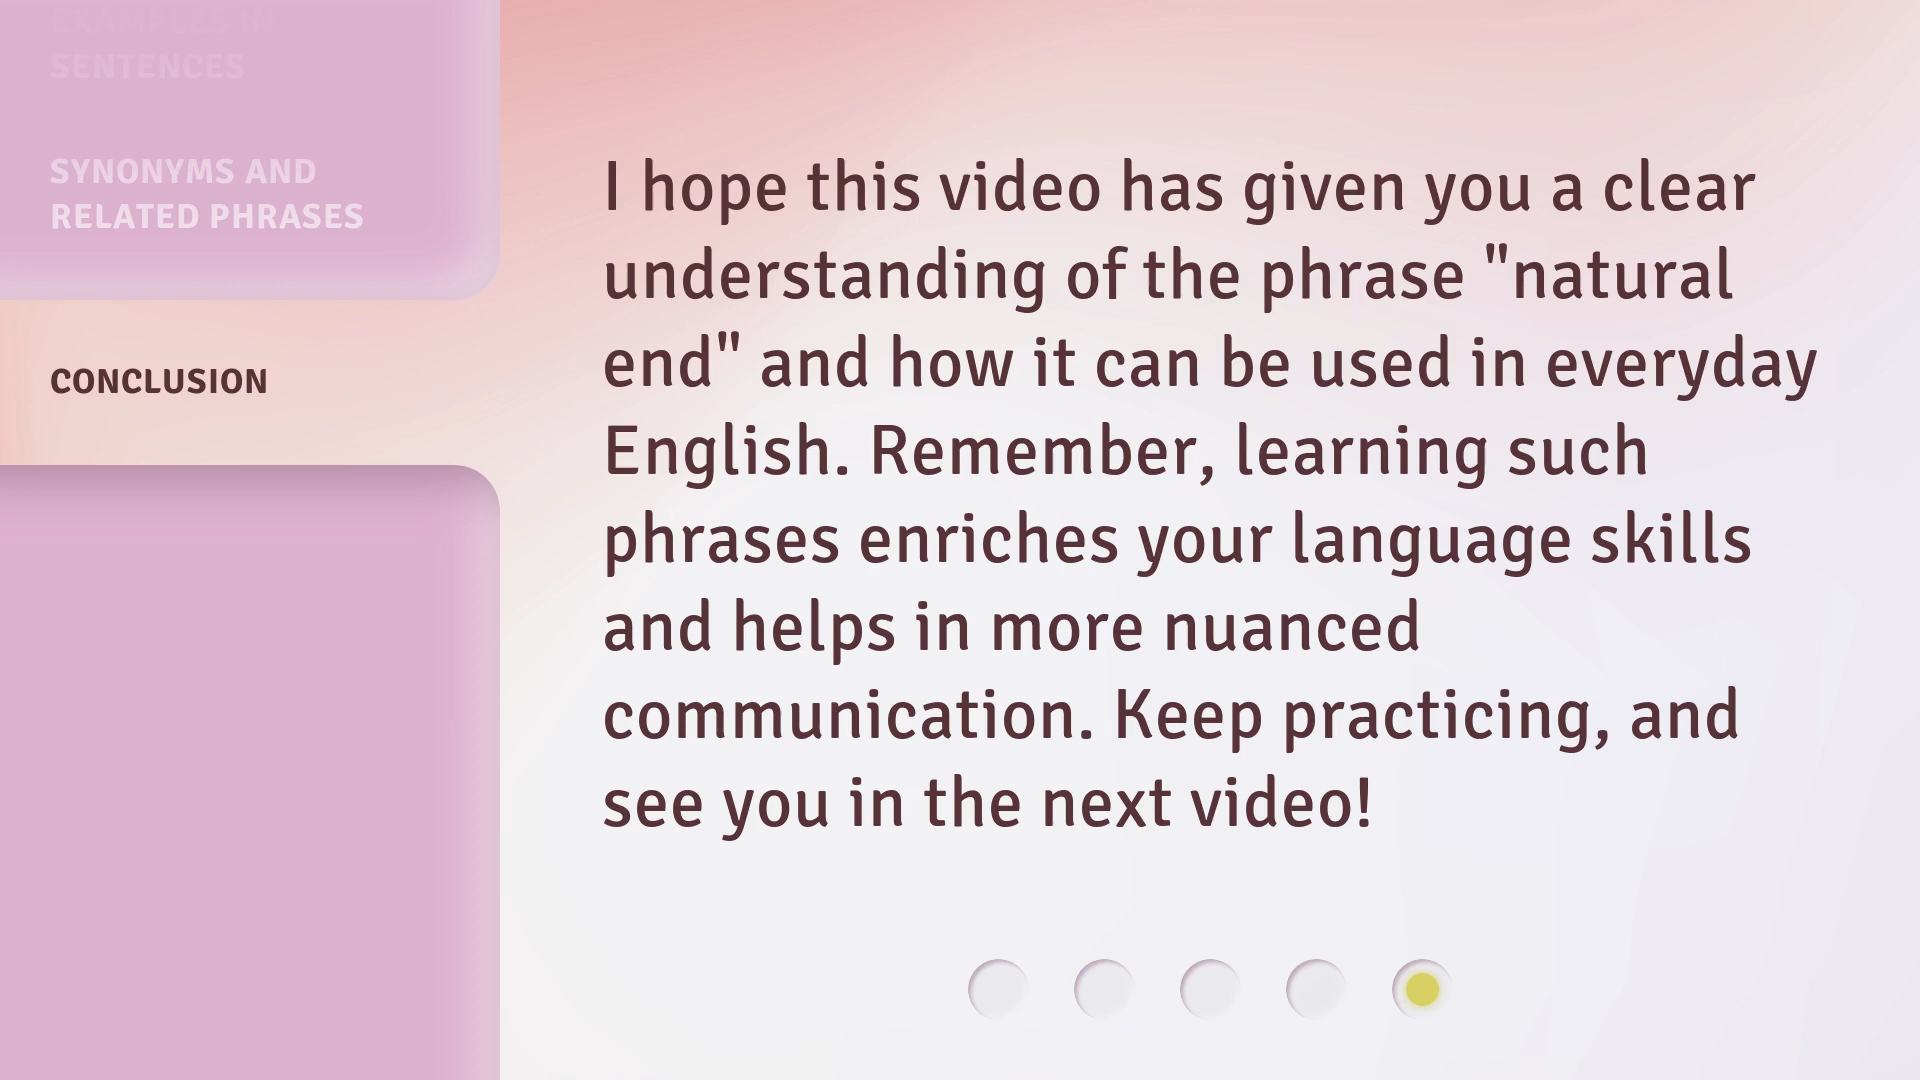 EXAMPLES IN
SENTENCES
SYNONYMS AND
RELATED PHRASES
CONCLUSION
I hope this video has given you a clear
understanding of the phrase "natural
end" and how it can be used in everyday
English. Remember, learning such
phrases enriches your language skills
and helps in more nuanced
communication. Keep practicing, and
see you in the next video!